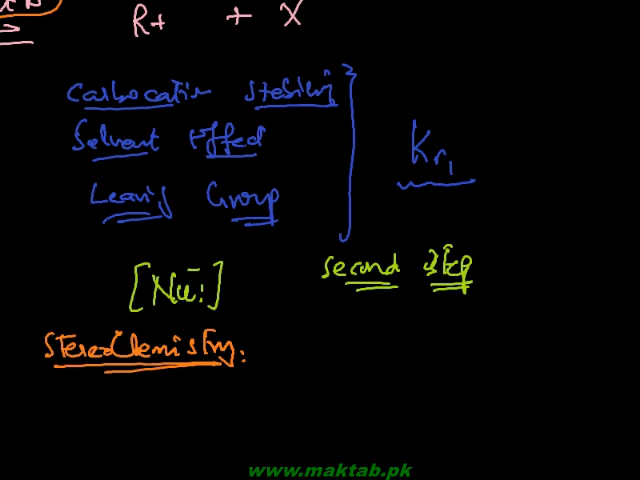 R+ + X
Carbocation Stability
Solvent Effect
Kr1
Leaving Group
second step
[Nu:]
Stereochemistry:
www.maktab.pk